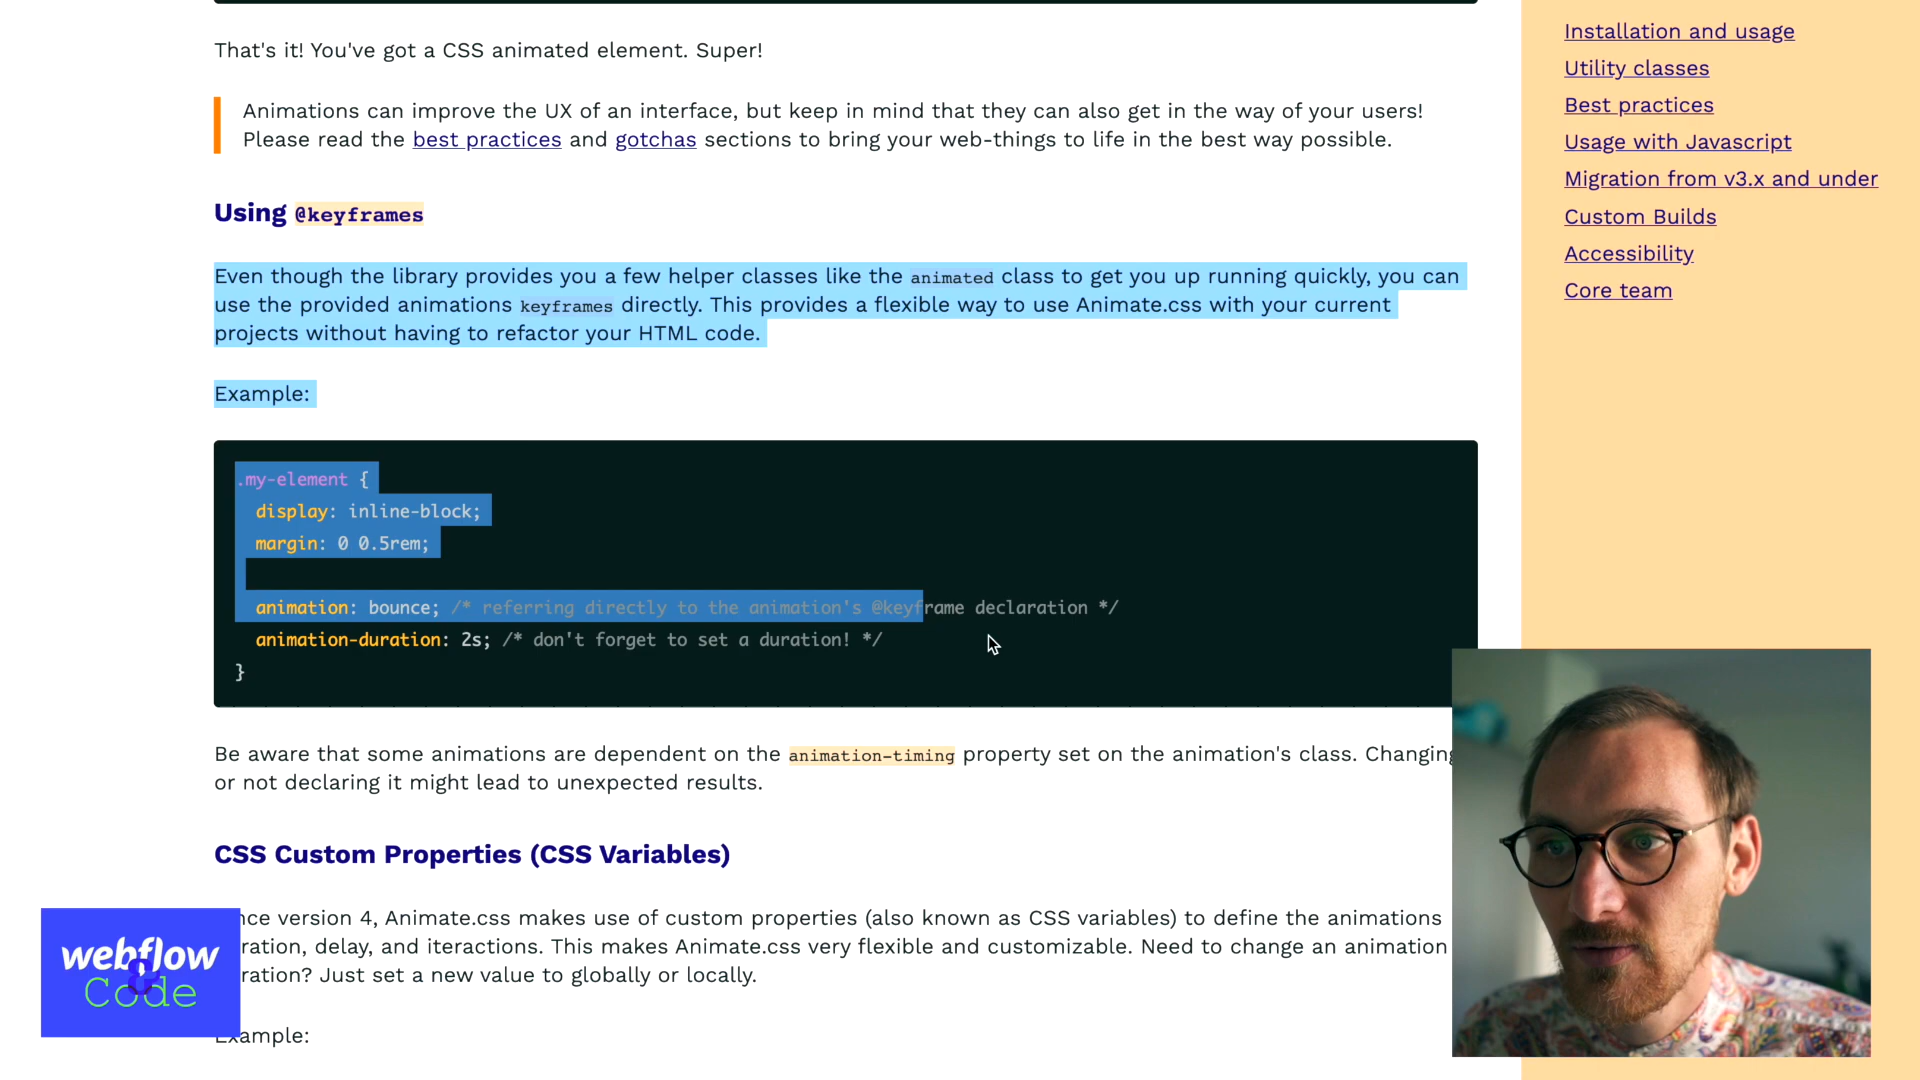 That's it! You've got a CSS animated element. Super!
Animations can improve the UX of an interface, but keep in mind that they can also get in the way of your users!
Please read the best practices and gotchas sections to bring your web-things to life in the best way possible.
Using @keyframes
Even though the library provides you a few helper classes like the animated class to get you up running quickly, you can
use the provided animations keyframes directly. This provides a flexible way to use Animate.css with your current
projects without having to refactor your HTML code.
Example:
.my-element {
display: inline-block;
margin: 0 0.5rem;
animation: bounce; /* referring directly to the animation's @keyframe declaration */
animation-duration: 2s; /* don't forget to set a duration! */
}
Be aware that some animations are dependent on the animation-timing property set on the animation's class. Changing
or not declaring it might lead to unexpected results.
CSS Custom Properties (CSS Variables)
nce version 4, Animate.css makes use of custom properties (also known as CSS variables) to define the animations
ration, delay, and iteractions. This makes Animate.css very flexible and customizable. Need to change an animation
ration? Just set a new value to globally or locally.
Example:
Installation and usage
Utility classes
Best practices
Usage with Javascript
Migration from v3.x and under
Custom Builds
Accessibility
Core team
webflow
&
Code